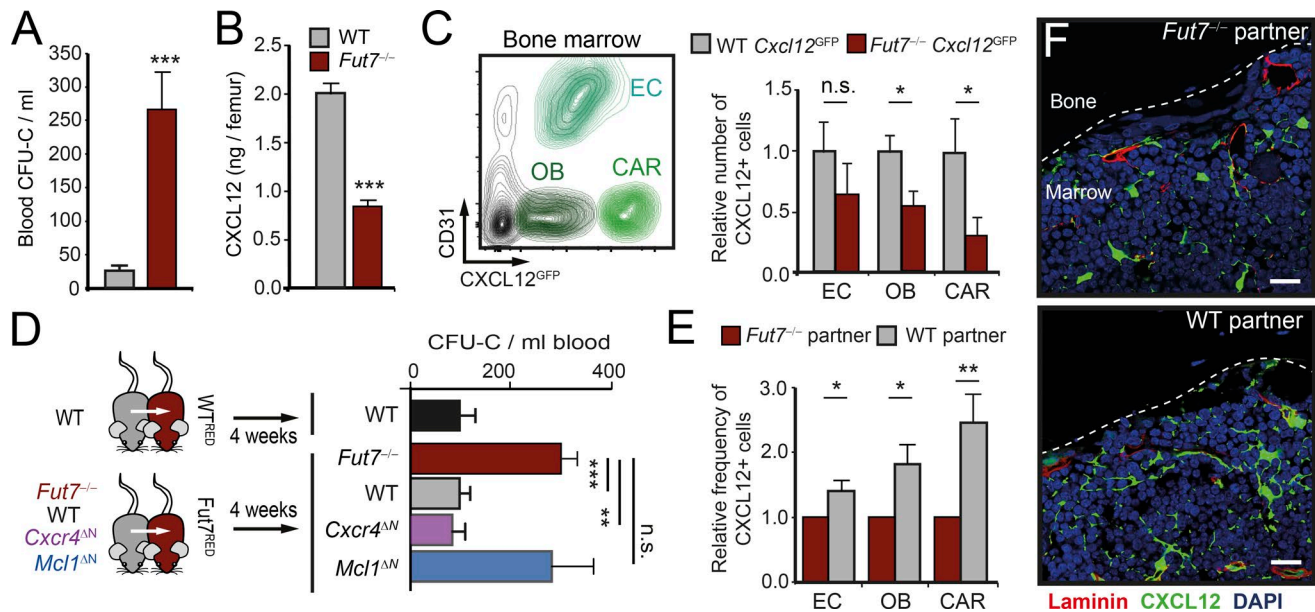 A
Blood CFU-C / ml
350
300
250
200
150
100
50
0
***
B
WT
Fut7–/–
CXCL12 (ng / femur)
2.5
2.0
1.5
1.0
0.5
0.0
***
C
Bone marrow
EC
OB
CAR
CD31
CXCL12GFP
WT Cxcl12GFP
Fut7–/– Cxcl12GFP
Relative number of
CXCL12+ cells
1.5
1.0
0.5
0.0
n.s.
*
*
EC
OB
CAR
D
WT
WTRED
4 weeks
Fut7–/–
WT
Cxcr4ΔN
Mcl1ΔN
Fut7RED
4 weeks
CFU-C / ml blood
0
200
400
WT
Fut7–/–
WT
Cxcr4ΔN
Mcl1ΔN
***
**
n.s.
E
Fut7–/– partner
WT partner
Relative frequency of
CXCL12+ cells
3.0
2.0
1.0
0.0
*
*
**
EC
OB
CAR
F
Fut7–/– partner
Bone
Marrow
WT partner
Laminin CXCL12 DAPI